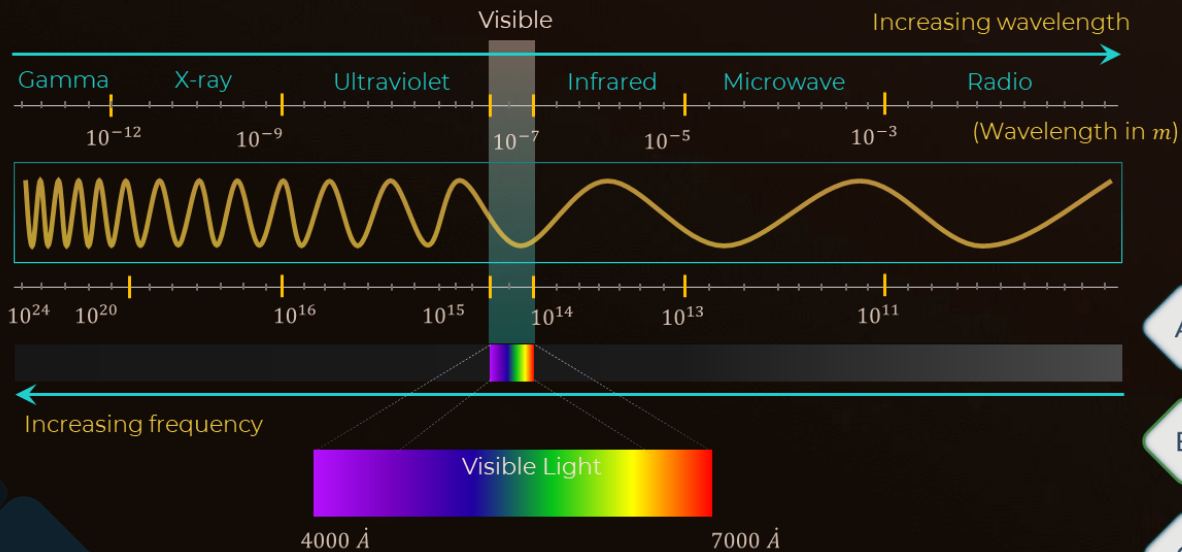 Visible
Increasing wavelength
Gamma X-ray Ultraviolet Infrared Microwave Radio
10⁻¹² 10⁻⁹ 10⁻⁷ 10⁻⁵ 10⁻³ (Wavelength in m)
10²⁴ 10²⁰ 10¹⁶ 10¹⁵ 10¹⁴ 10¹³ 10¹¹
Increasing frequency
Visible Light
4000 Å 7000 Å